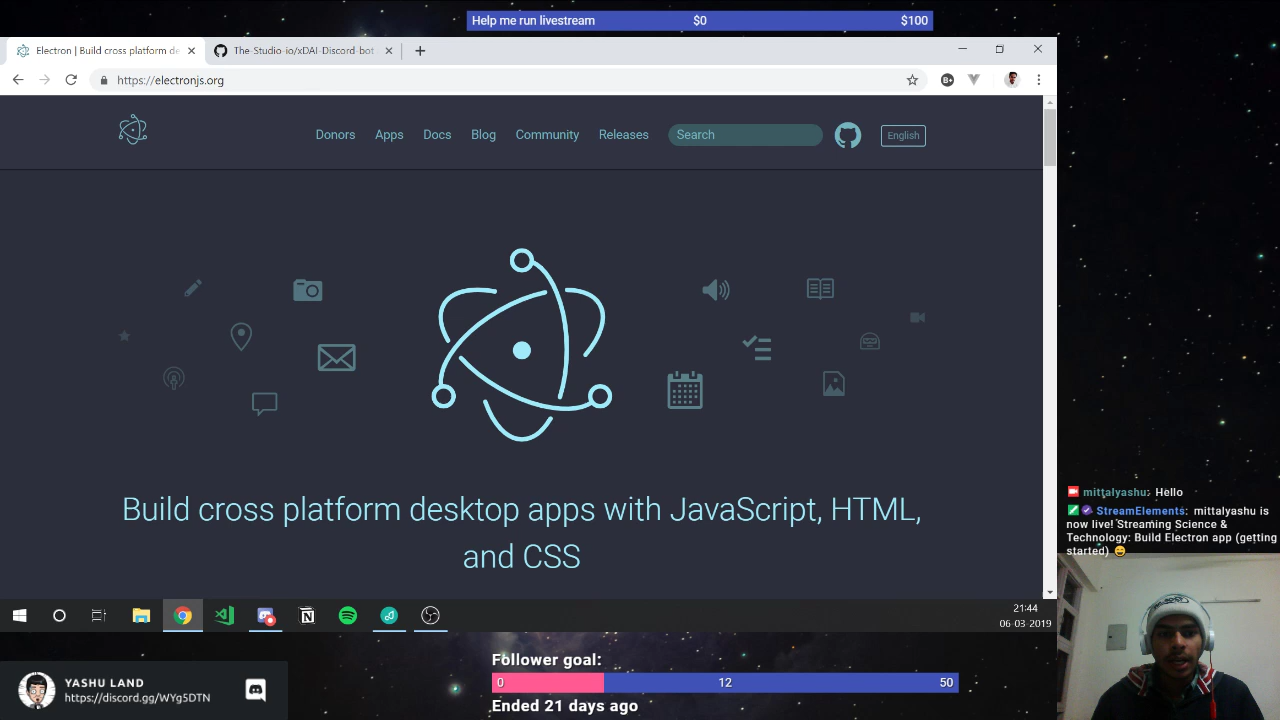 Help me run livestream $0 $100
Electron | Build cross platform de
The-Studio-io/xDAI-Discord bot
https://electronjs.org
Donors Apps Docs Blog Community Releases Search English
Build cross platform desktop apps with JavaScript, HTML,
and CSS
mittalyashu: Hello
StreamElements: mittalyashu is
now live! Streaming Science &
Technology: Build Electron app (getting
started)
21:44
06-03-2019
Follower goal:
0 12 50
Ended 21 days ago
YASHU LAND
https://discord.gg/WYg5DTN